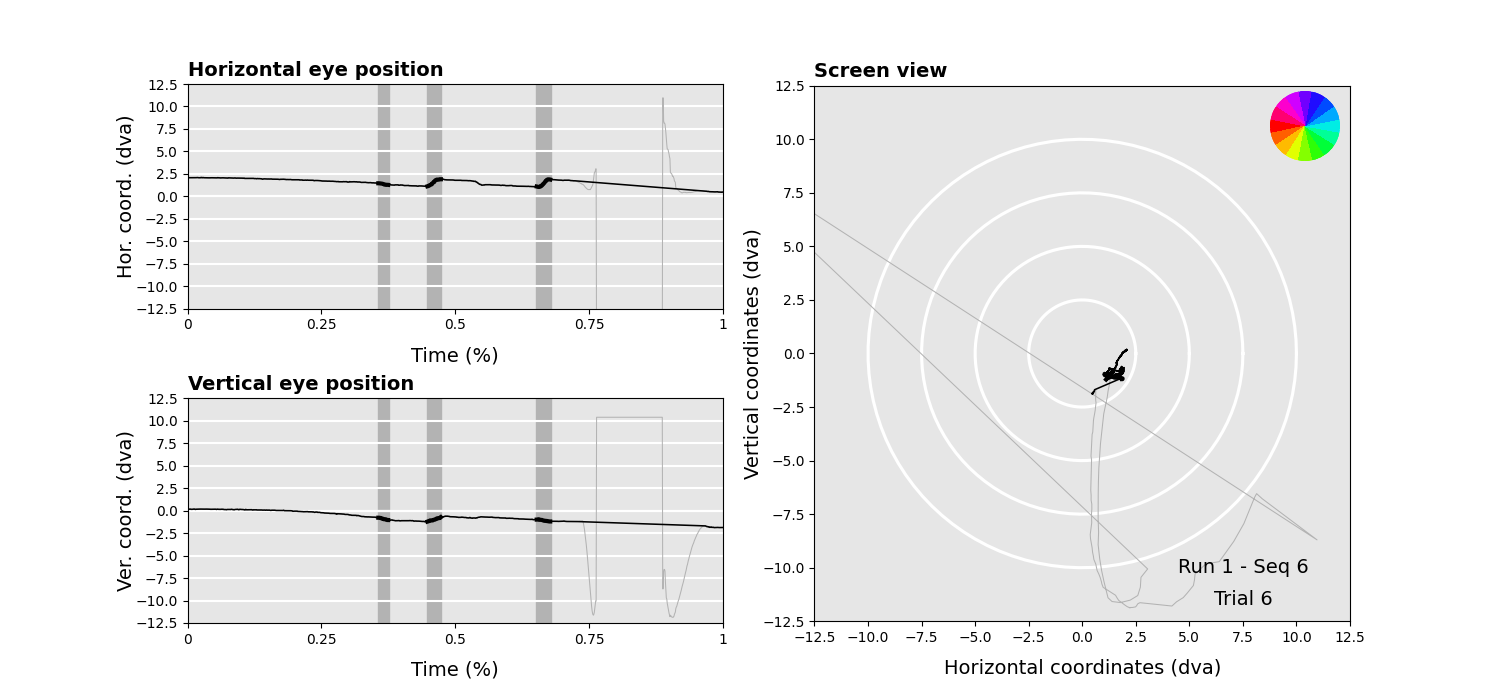 Horizontal eye position
Hor. coord. (dva)
12.5
10.0
7.5
5.0
2.5
0.0
−2.5
−5.0
−7.5
−10.0
−12.5
0 0.25 0.5 0.75 1
Time (%)
Vertical eye position
Ver. coord. (dva)
12.5
10.0
7.5
5.0
2.5
0.0
−2.5
−5.0
−7.5
−10.0
−12.5
0 0.25 0.5 0.75 1
Time (%)
Screen view
Vertical coordinates (dva)
12.5
10.0
7.5
5.0
2.5
0.0
−2.5
−5.0
−7.5
−10.0
−12.5
Run 1 - Seq 6
Trial 6
−12.5 −10.0 −7.5 −5.0 −2.5 0.0 2.5 5.0 7.5 10.0 12.5
Horizontal coordinates (dva)